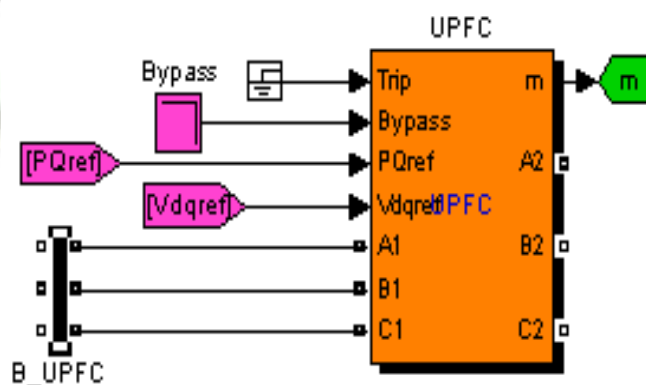 UPFC
Bypass
Trip
m
m
Bypass
[PQref]
PQref
A2
[Vdqref]
Vdqref
UPFC
A1
B2
B1
C1
C2
B_UPFC